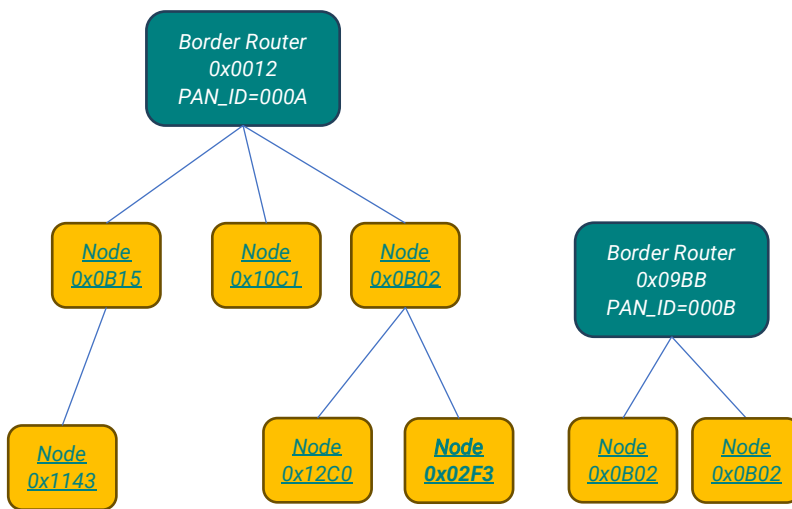 Border Router
0x0012
PAN_ID=000A
Node
0x0B15
Node
0x10C1
Node
0x0B02
Border Router
0x09BB
PAN_ID=000B
Node
0x1143
Node
0x12C0
Node
0x02F3
Node
0x0B02
Node
0x0B02